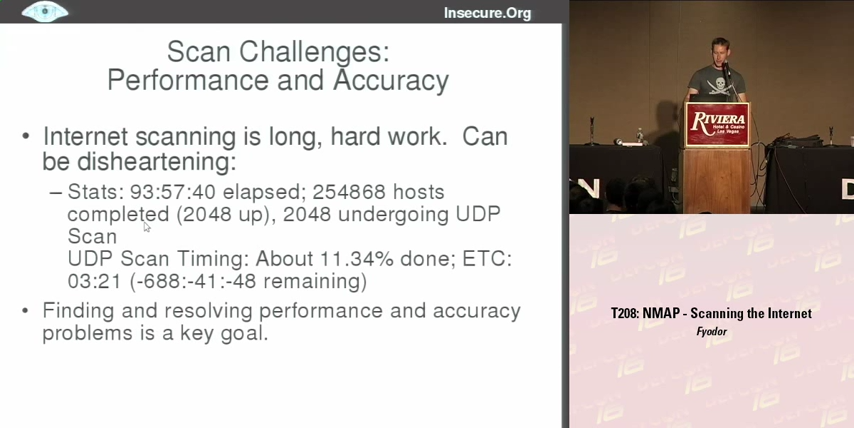 Insecure.Org
Scan Challenges:
Performance and Accuracy
• Internet scanning is long, hard work. Can
be disheartening:
– Stats: 93:57:40 elapsed; 254868 hosts
completed (2048 up), 2048 undergoing UDP
Scan
UDP Scan Timing: About 11.34% done; ETC:
03:21 (-688:-41:-48 remaining)
• Finding and resolving performance and accuracy
problems is a key goal.
RIVIERA
Hotel & Casino
Las Vegas
N
D
T208: NMAP - Scanning the Internet
Fyodor